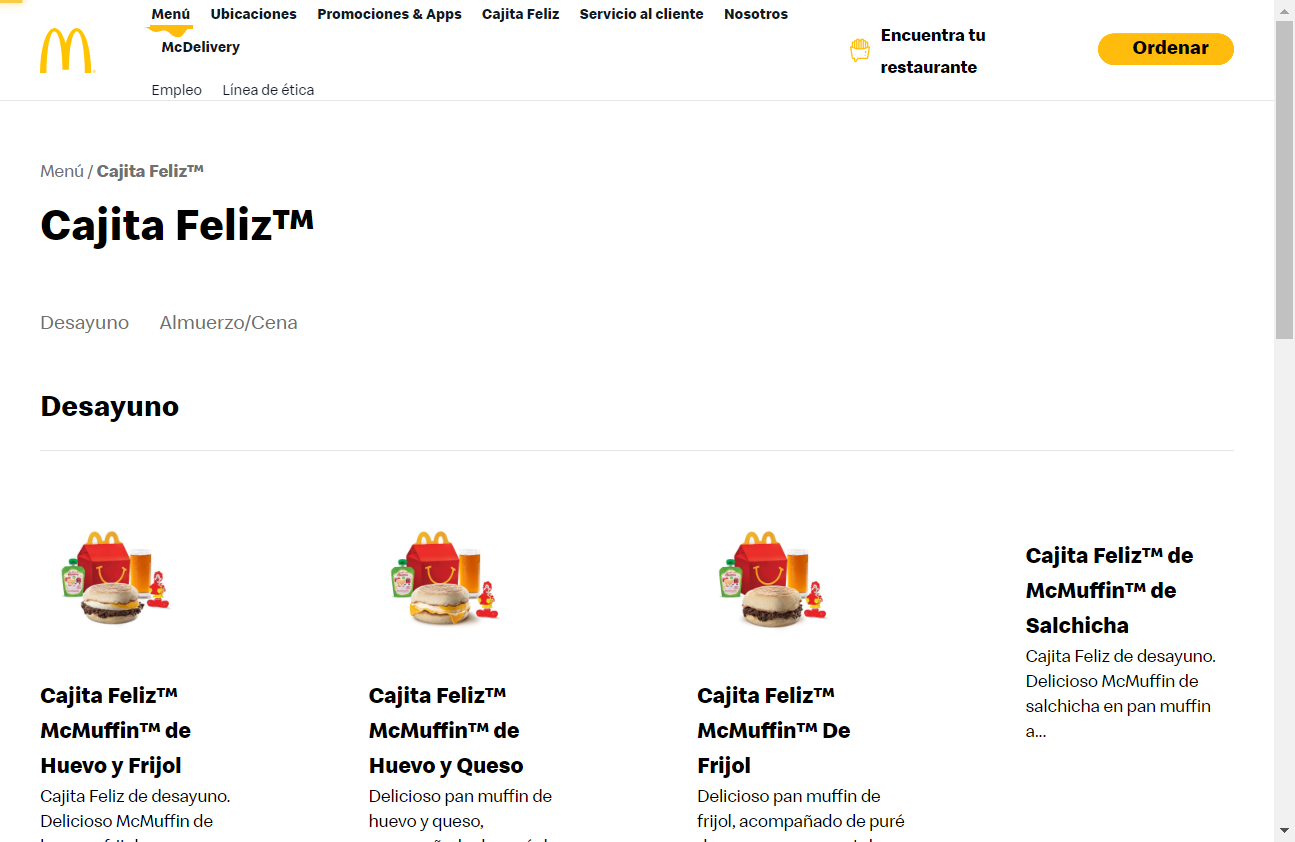 Menú Ubicaciones Promociones & Apps Cajita Feliz Servicio al cliente Nosotros
McDelivery
Empleo Línea de ética
Encuentra tu
restaurante
Ordenar
Menú / Cajita Feliz™
Cajita Feliz™
Desayuno Almuerzo/Cena
Desayuno
Cajita Feliz™
McMuffin™ de
Huevo y Frijol
Cajita Feliz de desayuno.
Delicioso McMuffin de
Cajita Feliz™
McMuffin™ de
Huevo y Queso
Delicioso pan muffin de
huevo y queso,
Cajita Feliz™
McMuffin™ De
Frijol
Delicioso pan muffin de
frijol, acompañado de puré
Cajita Feliz™ de
McMuffin™ de
Salchicha
Cajita Feliz de desayuno.
Delicioso McMuffin de
salchicha en pan muffin
a...